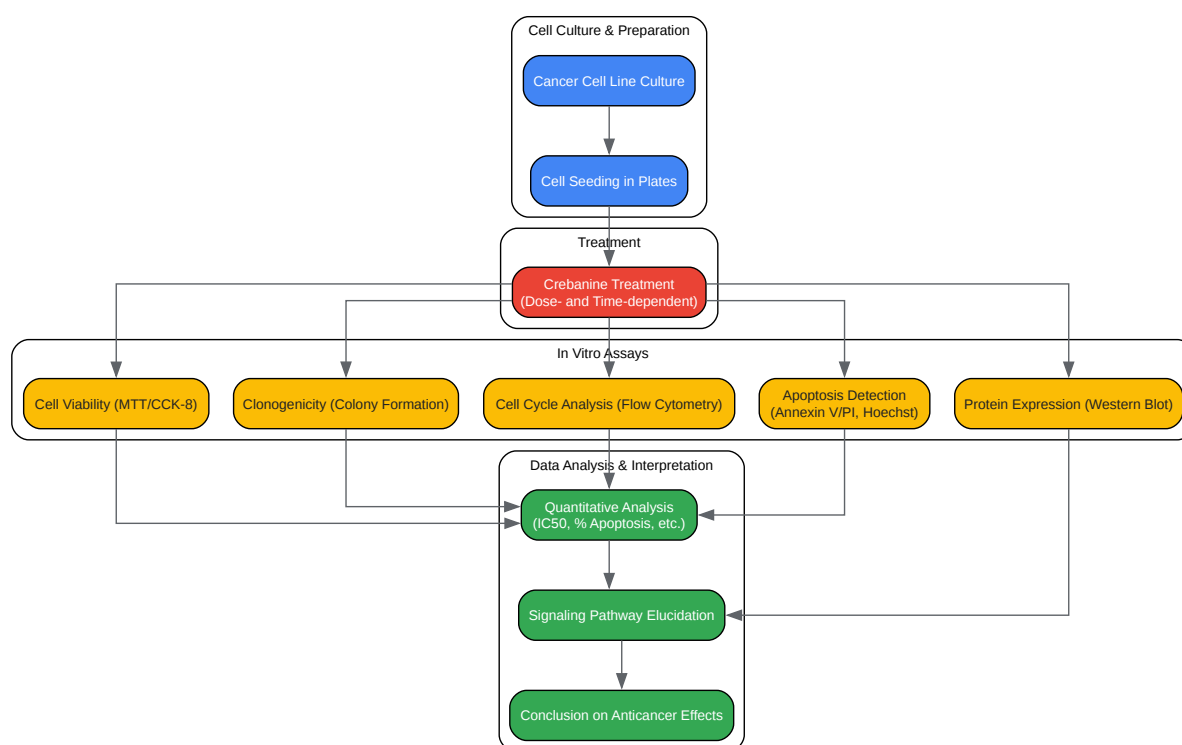 Cell Culture & Preparation
Cancer Cell Line Culture
Cell Seeding in Plates
Treatment
Crebanine Treatment
(Dose- and Time-dependent)
In Vitro Assays
Cell Viability (MTT/CCK-8)
Clonogenicity (Colony Formation)
Cell Cycle Analysis (Flow Cytometry)
Apoptosis Detection
(Annexin V/PI, Hoechst)
Protein Expression (Western Blot)
Data Analysis & Interpretation
Quantitative Analysis
(IC50, % Apoptosis, etc.)
Signaling Pathway Elucidation
Conclusion on Anticancer Effects